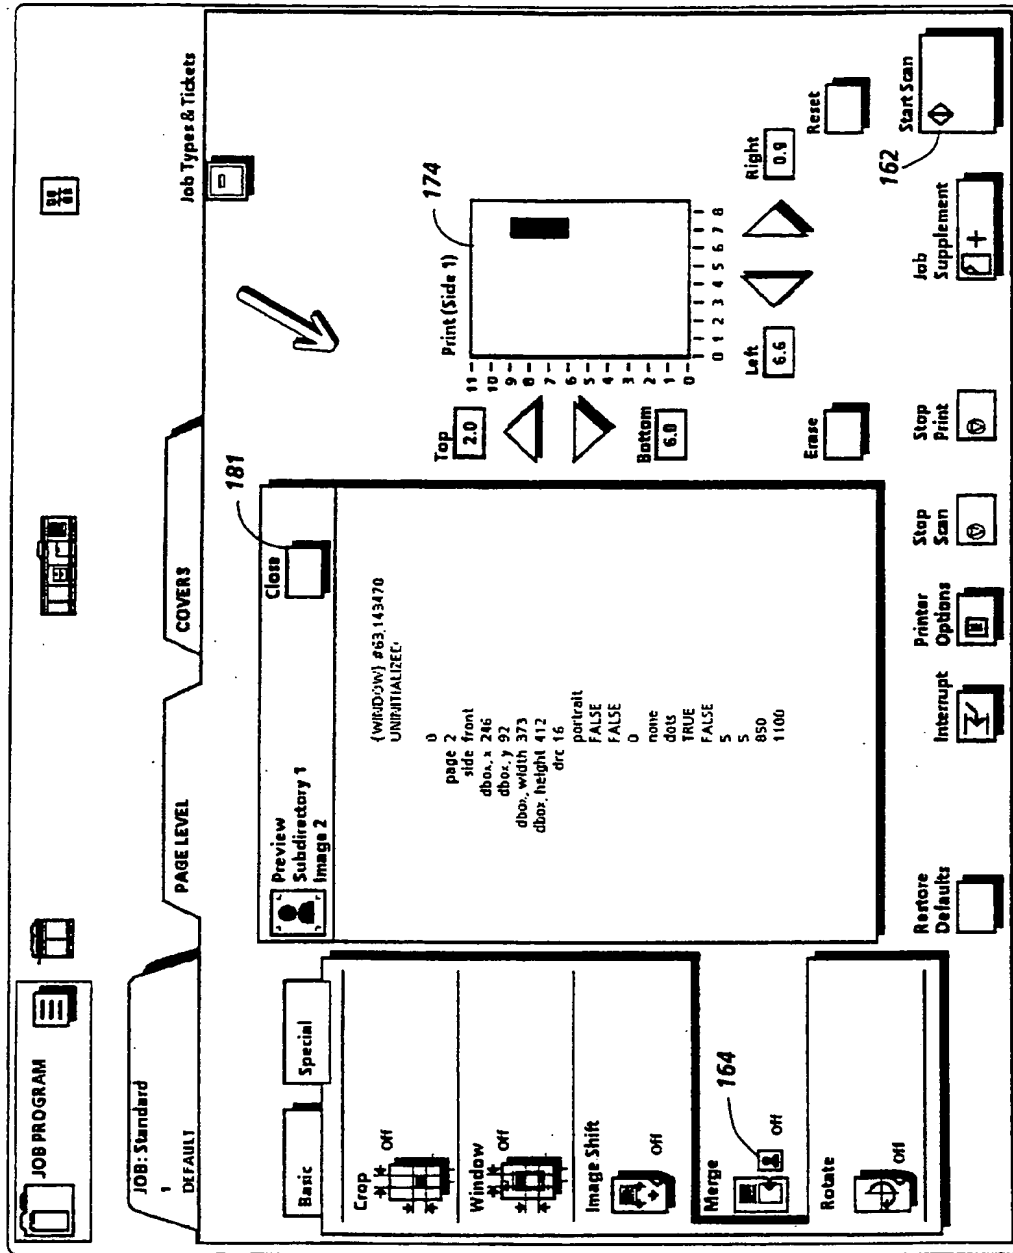 JOB PROGRAM
JOB: Standard
1
DEFAULT
PAGE LEVEL
COVERS
Job Types & Tickets
Basic
Special
Crop
Off
Window
Off
Image Shift
Off
Merge
164
Off
Rotate
Off
Preview
Subdirectory 1
Image 2
Close
181
{WINDOW} #63,143470
0
page 2
side front
dbox, x 246
dbox, y 92
dbox, width 373
dbox, height 412
drc 16
portrait
FALSE
FALSE
0
none
dots
TRUE
FALSE
5
5
850
1100
Print (Side 1)
174
Top
2.0
Bottom
6.0
11
10
9
8
7
6
5
4
3
2
1
0
0 1 2 3 4 5 6 7 8
Left
6.6
Right
0.9
Erase
Reset
Restore
Defaults
Interrupt
Printer
Options
Stop
Scan
Stop
Print
Job
Supplement
162
Start Scan